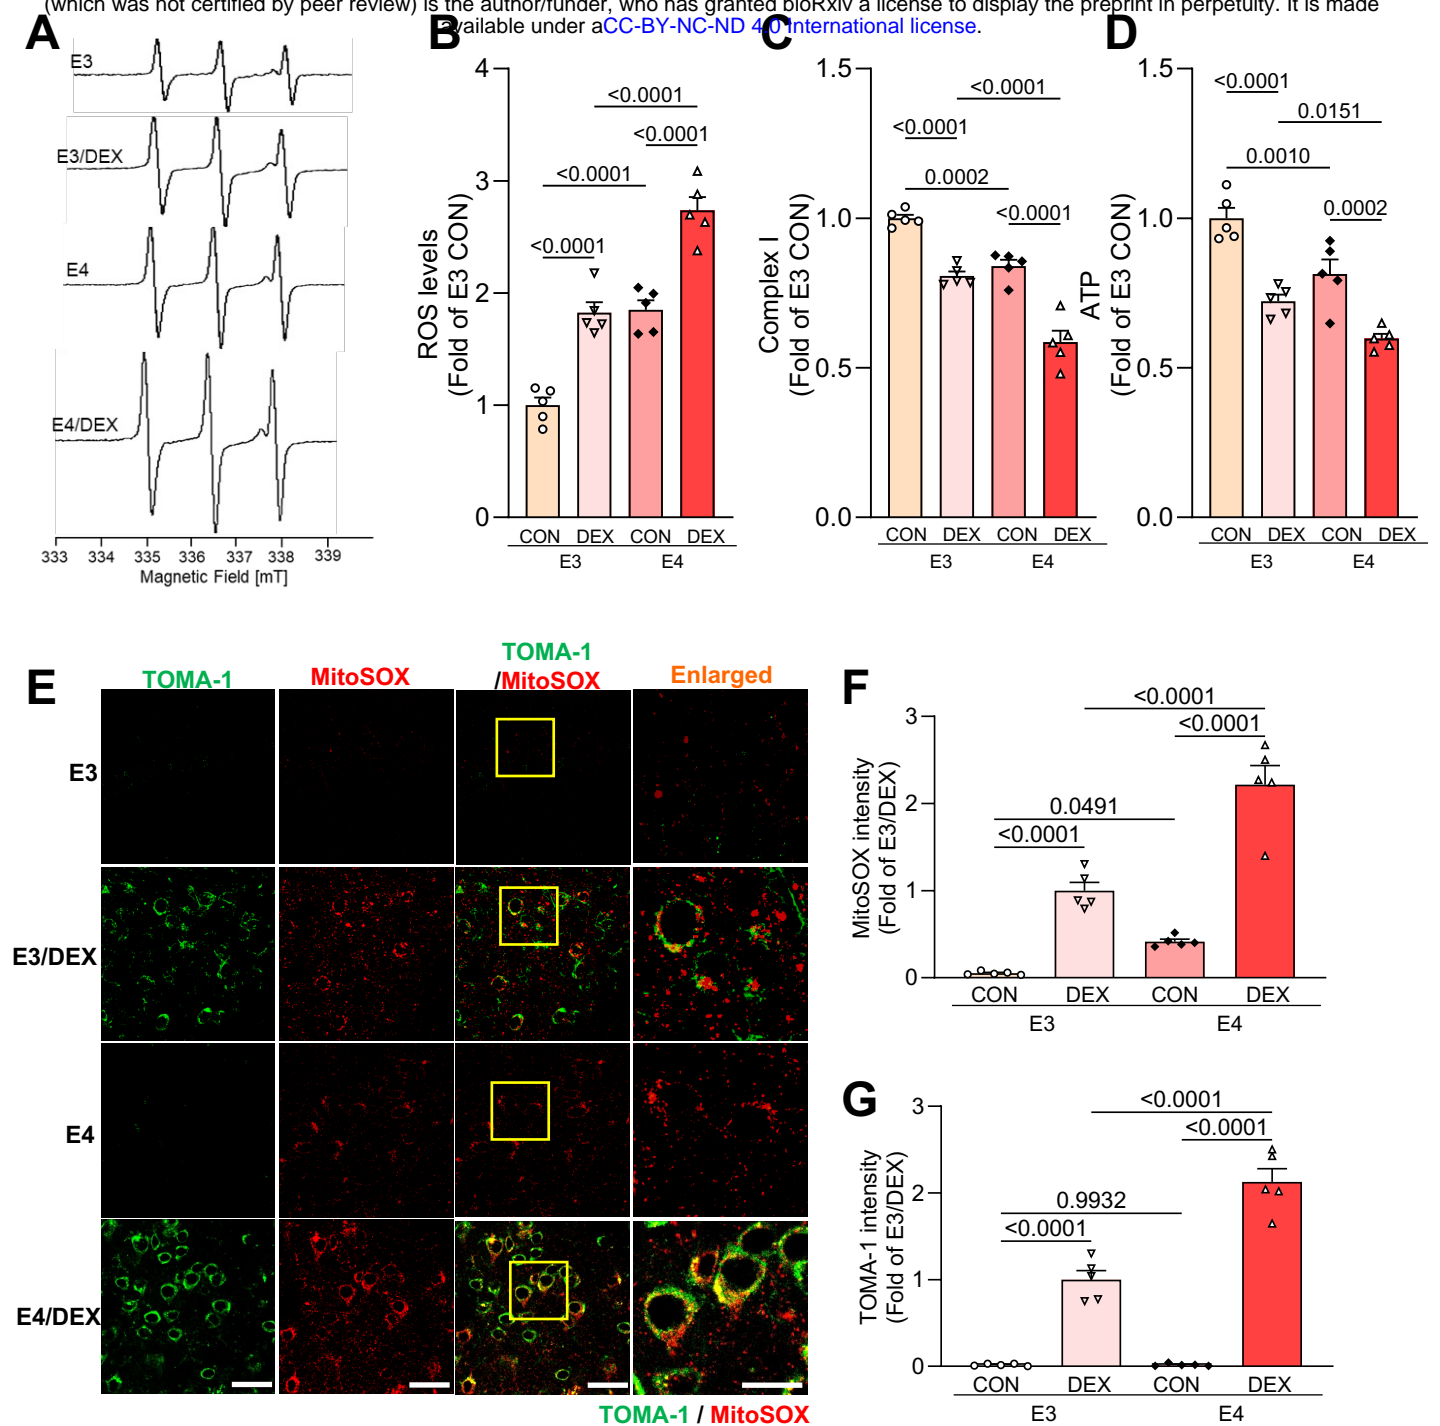 (which was not certified by peer review) is the author/funder, who has granted bioRxiv a license to display the preprint in perpetuity. It is made
available under aCC-BY-NC-ND 4.0 International license.
A
E3
E3/DEX
E4
E4/DEX
333 334 335 336 337 338 339
Magnetic Field [mT]
B
ROS levels
(Fold of E3 CON)
4
3
2
1
0
<0.0001
<0.0001
<0.0001
<0.0001
CON DEX CON DEX
E3 E4
C
Complex I
(Fold of E3 CON)
1.5
1.0
0.5
0.0
<0.0001
<0.0001
0.0002
<0.0001
CON DEX CON DEX
E3 E4
D
ATP
(Fold of E3 CON)
1.5
1.0
0.5
0.0
<0.0001
0.0151
0.0010
0.0002
CON DEX CON DEX
E3 E4
E
TOMA-1 MitoSOX TOMA-1
/MitoSOX Enlarged
E3
E3/DEX
E4
E4/DEX
TOMA-1 / MitoSOX
F
MitoSOX intensity
(Fold of E3/DEX)
3
2
1
0
<0.0001
<0.0001
0.0491
<0.0001
CON DEX CON DEX
E3 E4
G
TOMA-1 intensity
(Fold of E3/DEX)
3
2
1
0
<0.0001
<0.0001
0.9932
<0.0001
CON DEX CON DEX
E3 E4